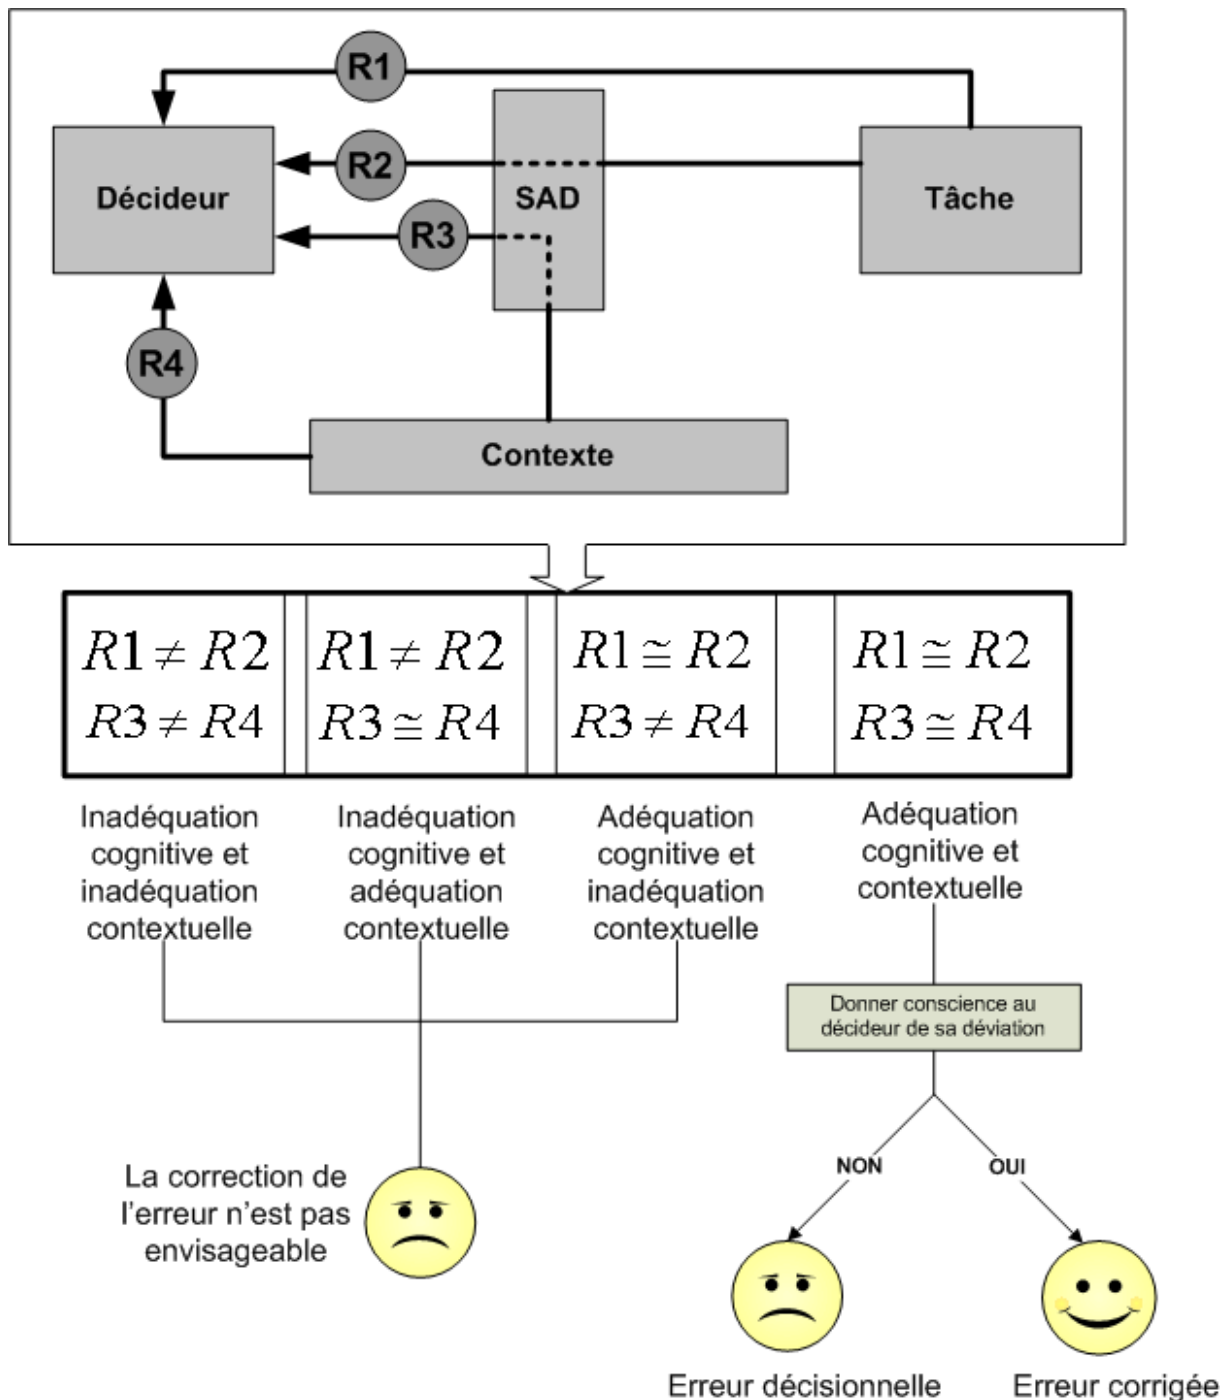 R1
R2
R3
R4
Décideur
SAD
Tâche
Contexte
R1 ≠ R2
R3 ≠ R4
R1 ≠ R2
R3 ≅ R4
R1 ≅ R2
R3 ≠ R4
R1 ≅ R2
R3 ≅ R4
Inadéquation
cognitive et
inadéquation
contextuelle
Inadéquation
cognitive et
adéquation
contextuelle
Adéquation
cognitive et
inadéquation
contextuelle
Adéquation
cognitive et
contextuelle
Donner conscience au
décideur de sa déviation
NON
OUI
La correction de
l'erreur n'est pas
envisageable
Erreur décisionnelle
Erreur corrigée